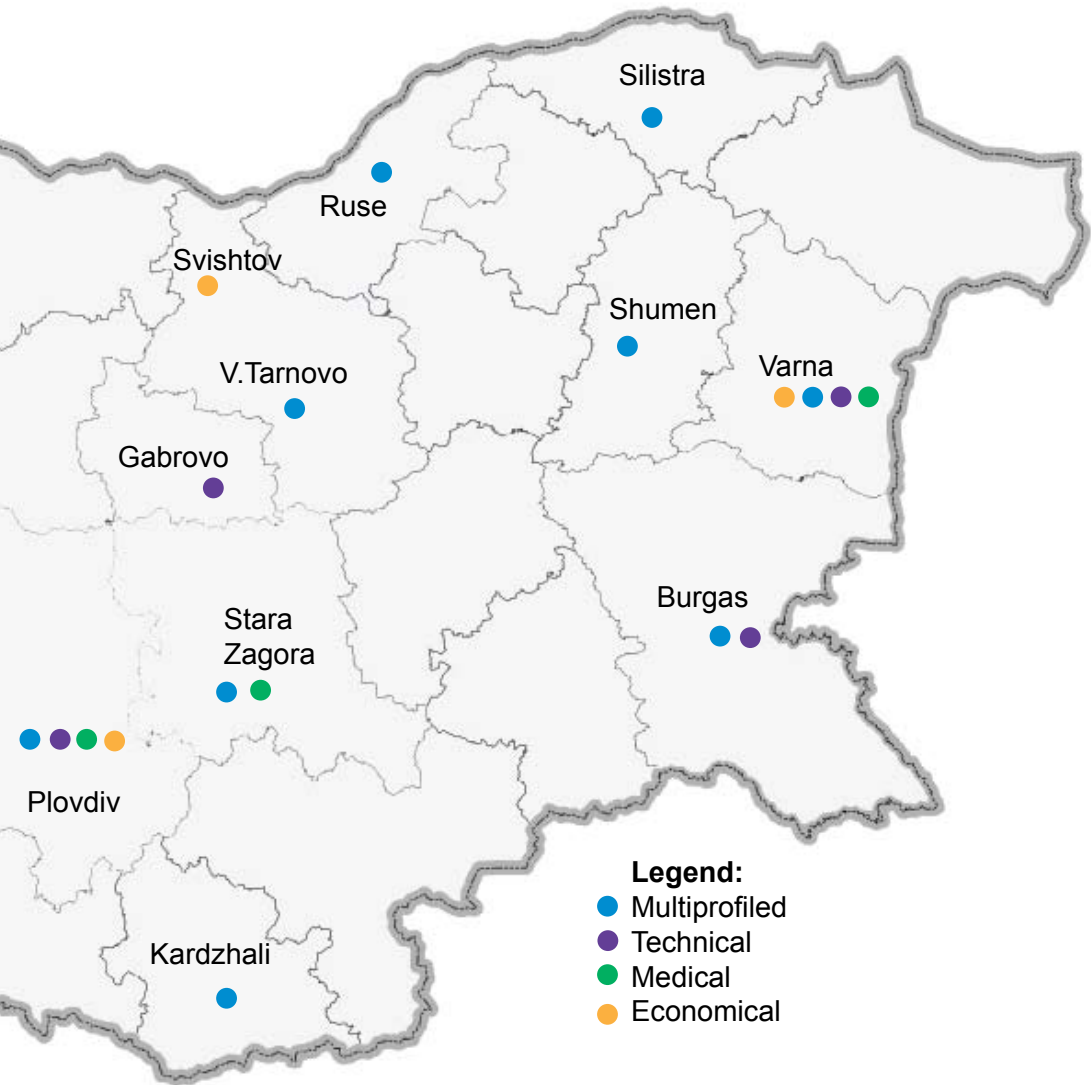 Silistra
Ruse
Svishtov
Shumen
Varna
V.Tarnovo
Gabrovo
Burgas
Stara
Zagora
Plovdiv
Kardzhali
Legend:
Multiprofiled
Technical
Medical
Economical